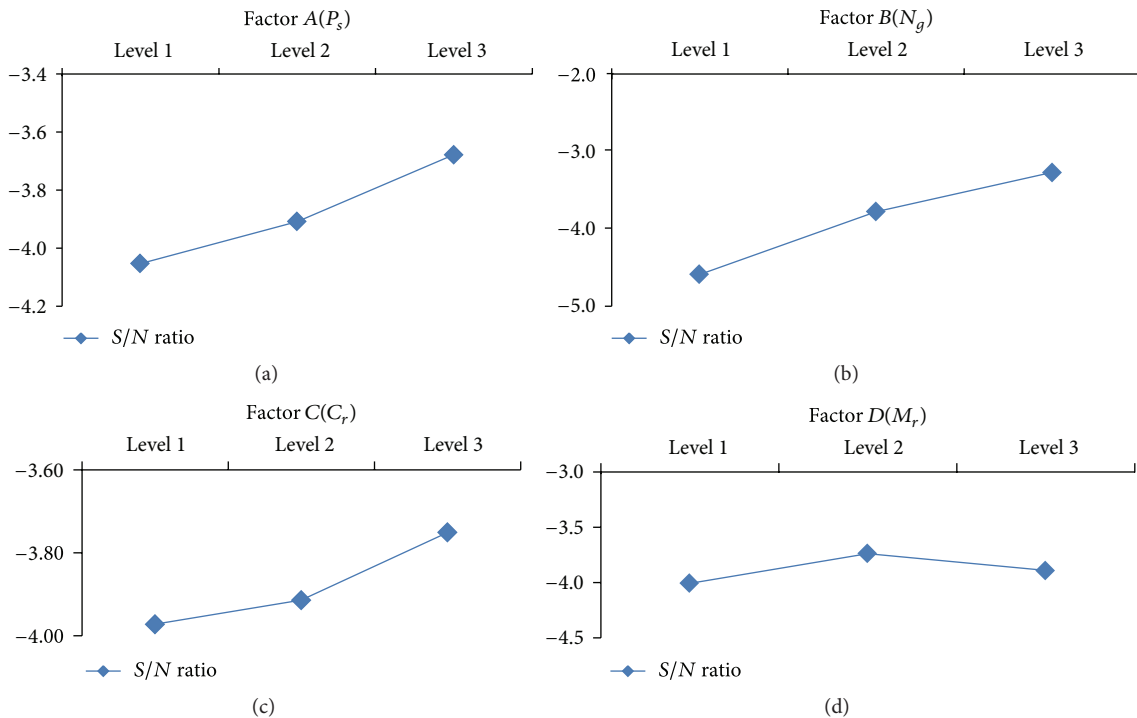 Factor A(Pₛ)
Level 1 Level 2 Level 3
−3.4
−3.6
−3.8
−4.0
−4.2
S/N ratio
(a)
Factor B(N_g)
Level 1 Level 2 Level 3
−2.0
−3.0
−4.0
−5.0
S/N ratio
(b)
Factor C(C_r)
Level 1 Level 2 Level 3
−3.60
−3.80
−4.00
S/N ratio
(c)
Factor D(M_r)
Level 1 Level 2 Level 3
−3.0
−3.5
−4.0
−4.5
S/N ratio
(d)